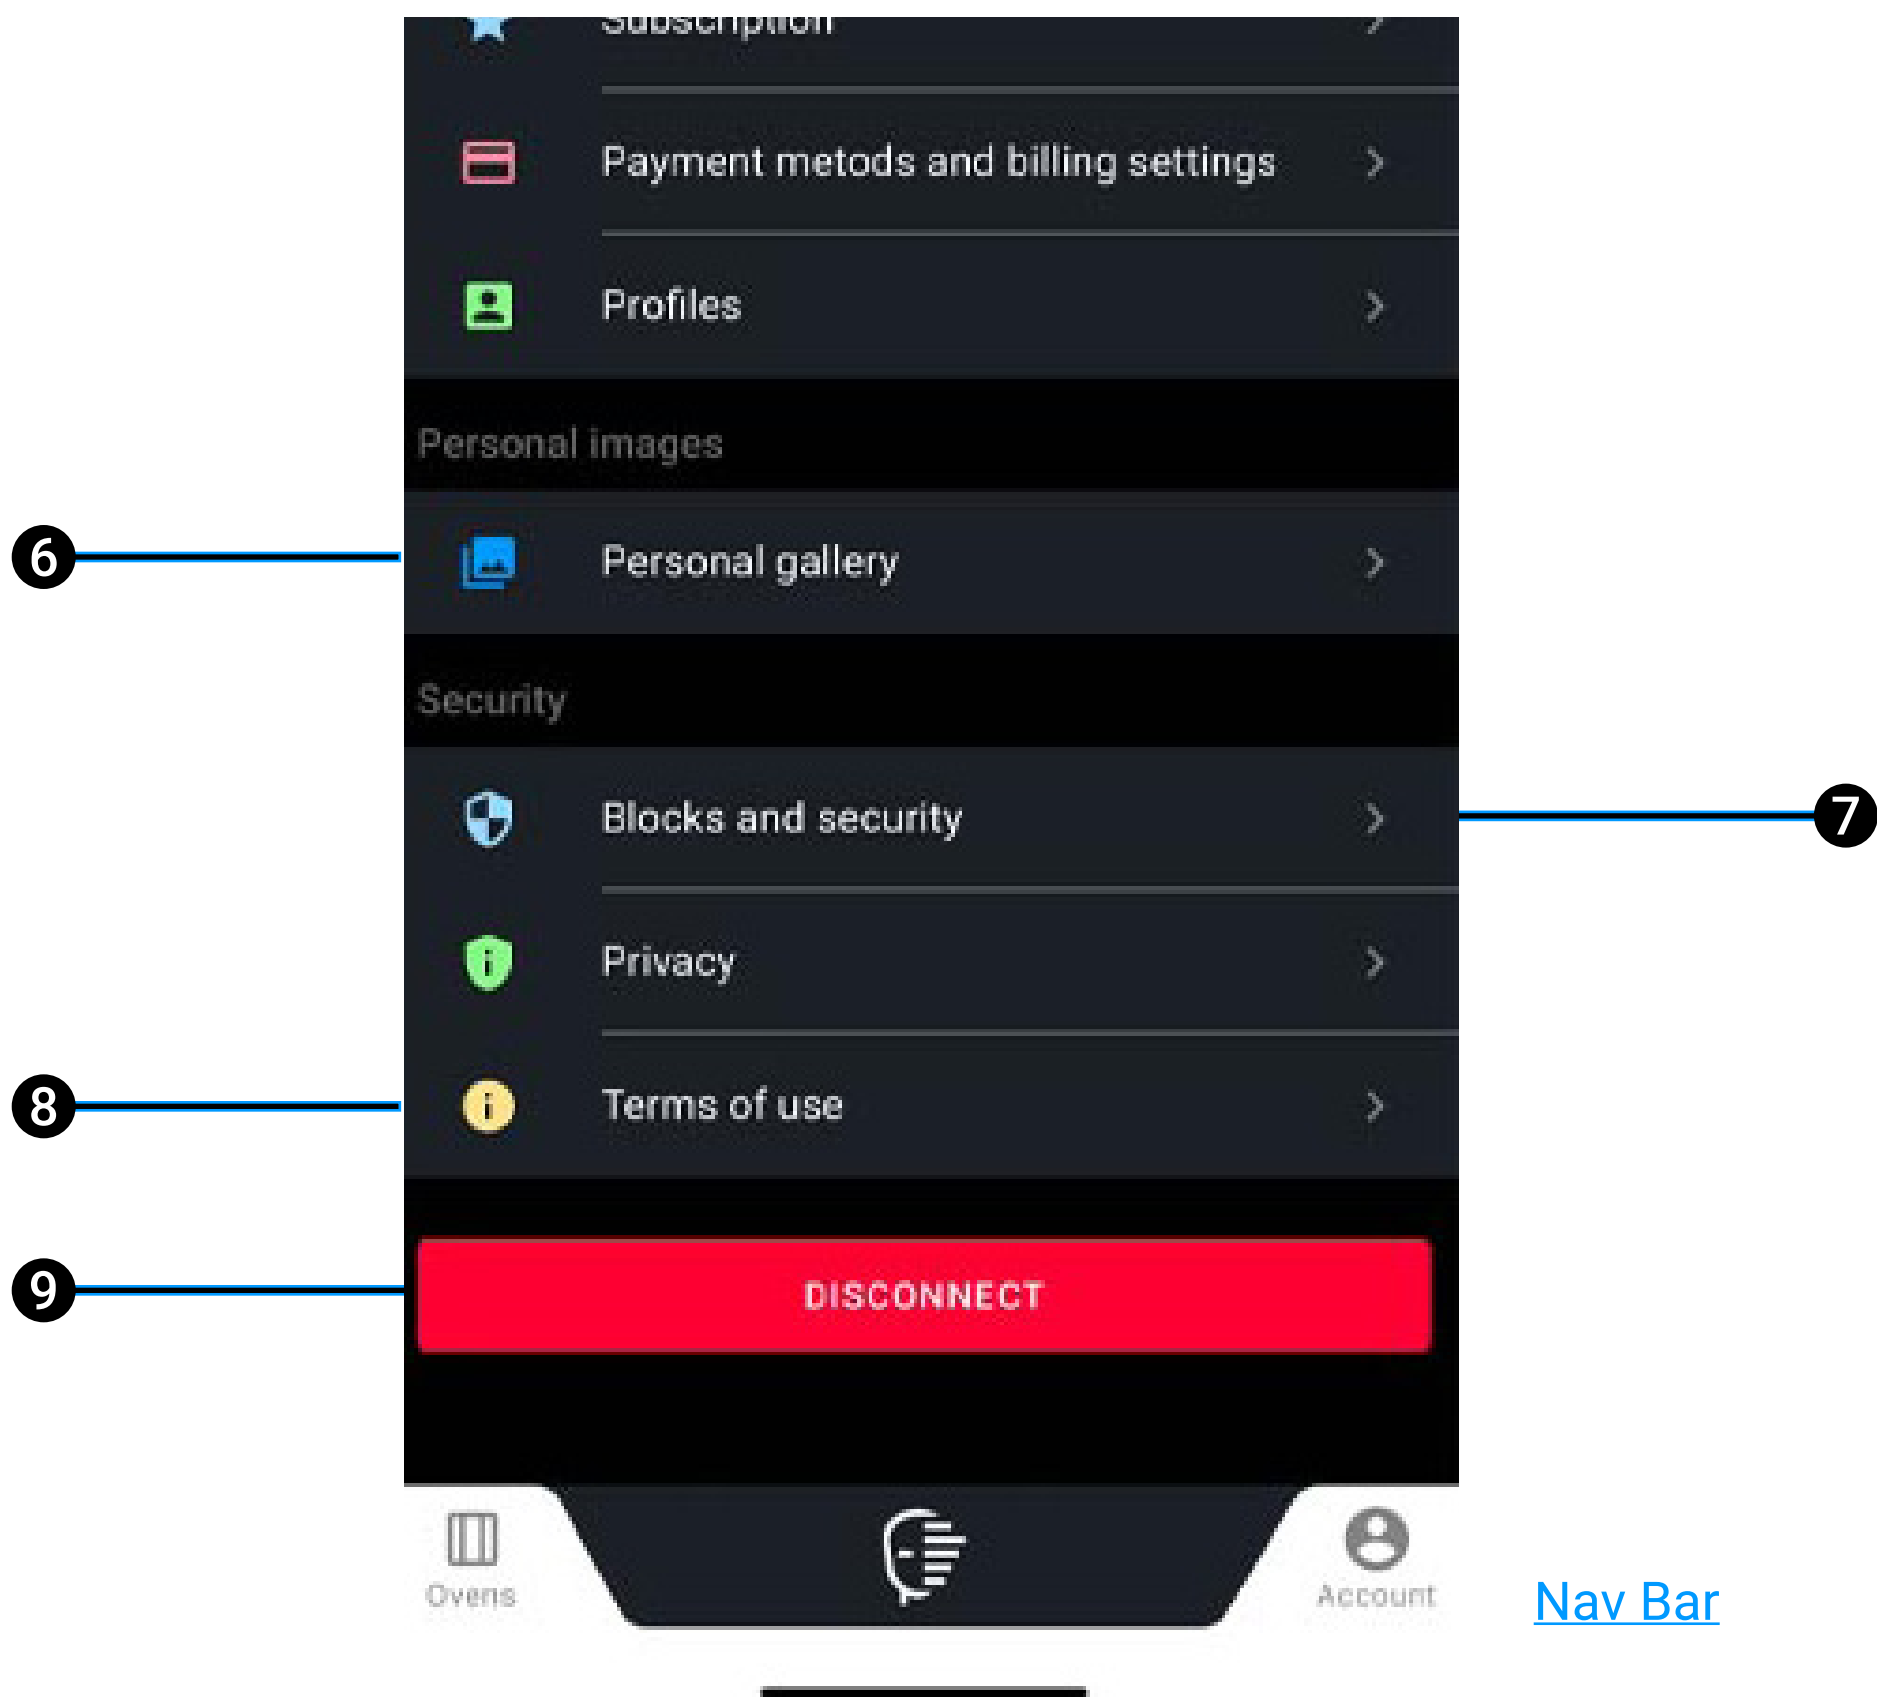 Subscription
Payment metods and billing settings
Profiles
Personal images
6
Personal gallery
Security
Blocks and security
7
Privacy
8
Terms of use
9
DISCONNECT
Ovens
Account
Nav Bar